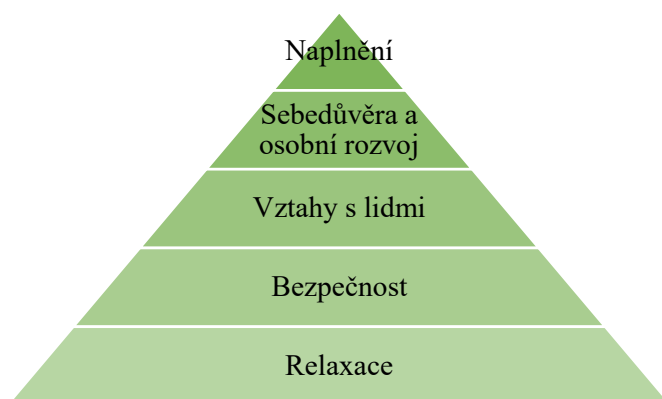 Naplnění
Sebedůvěra a
osobní rozvoj
Vztahy s lidmi
Bezpečnost
Relaxace